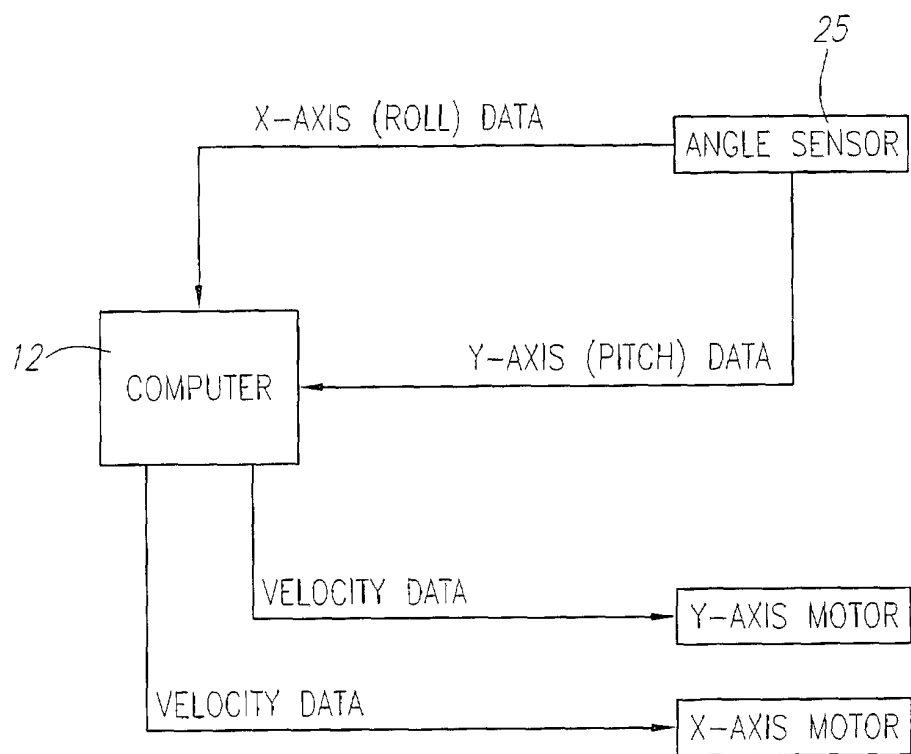 25
X-AXIS (ROLL) DATA
ANGLE SENSOR
12
COMPUTER
Y-AXIS (PITCH) DATA
VELOCITY DATA
Y-AXIS MOTOR
VELOCITY DATA
X-AXIS MOTOR